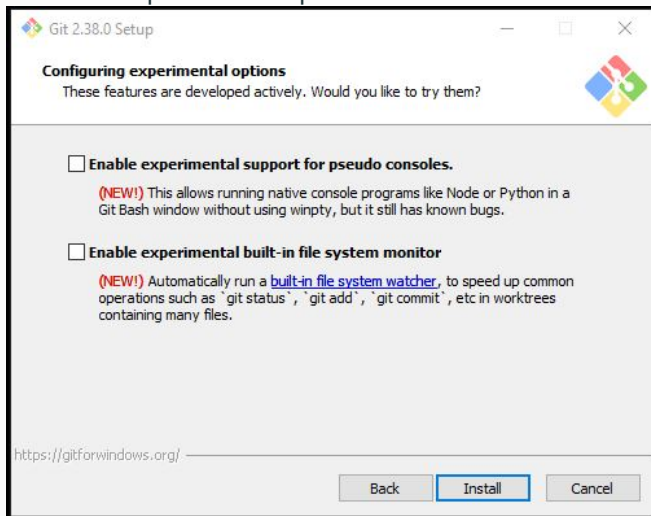 Git 2.38.0 Setup
Configuring experimental options
These features are developed actively. Would you like to try them?
Enable experimental support for pseudo consoles.
(NEW!) This allows running native console programs like Node or Python in a
Git Bash window without using winpty, but it still has known bugs.
Enable experimental built-in file system monitor
(NEW!) Automatically run a built-in file system watcher, to speed up common
operations such as `git status`, `git add`, `git commit`, etc in worktrees
containing many files.
https://gitforwindows.org/
Back Install Cancel